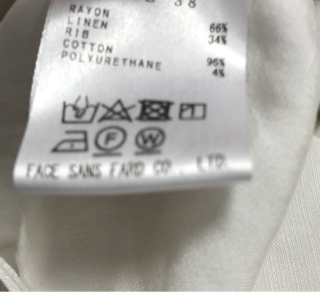 38
RAYON 66%
LINEN 34%
RIB
COTTON 96%
POLYURETHANE 4%
F W
FACE SANS FARD CO., LTD.